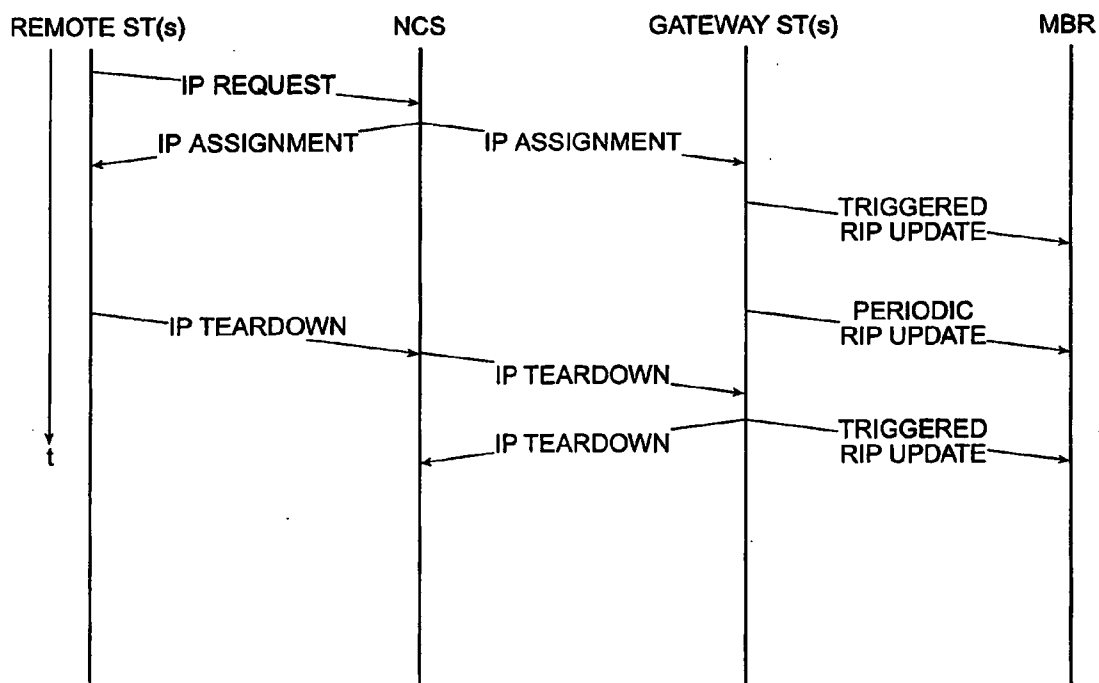 REMOTE ST(s) NCS GATEWAY ST(s) MBR
IP REQUEST
IP ASSIGNMENT IP ASSIGNMENT
TRIGGERED
RIP UPDATE
PERIODIC
RIP UPDATE
IP TEARDOWN
IP TEARDOWN
IP TEARDOWN
TRIGGERED
RIP UPDATE
t